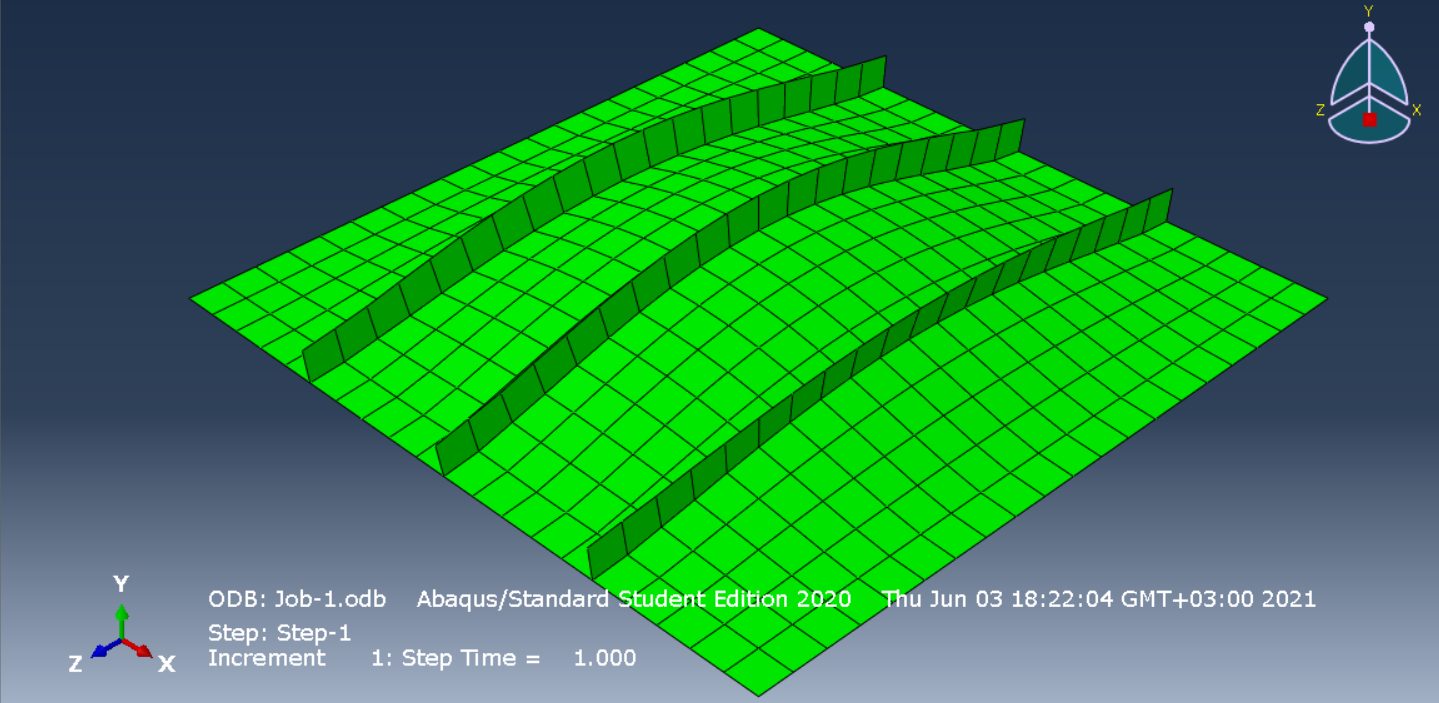 Y
Z X
Y
Z X
ODB: Job-1.odb Abaqus/Standard Student Edition 2020 Thu Jun 03 18:22:04 GMT+03:00 2021
Step: Step-1
Increment 1: Step Time = 1.000